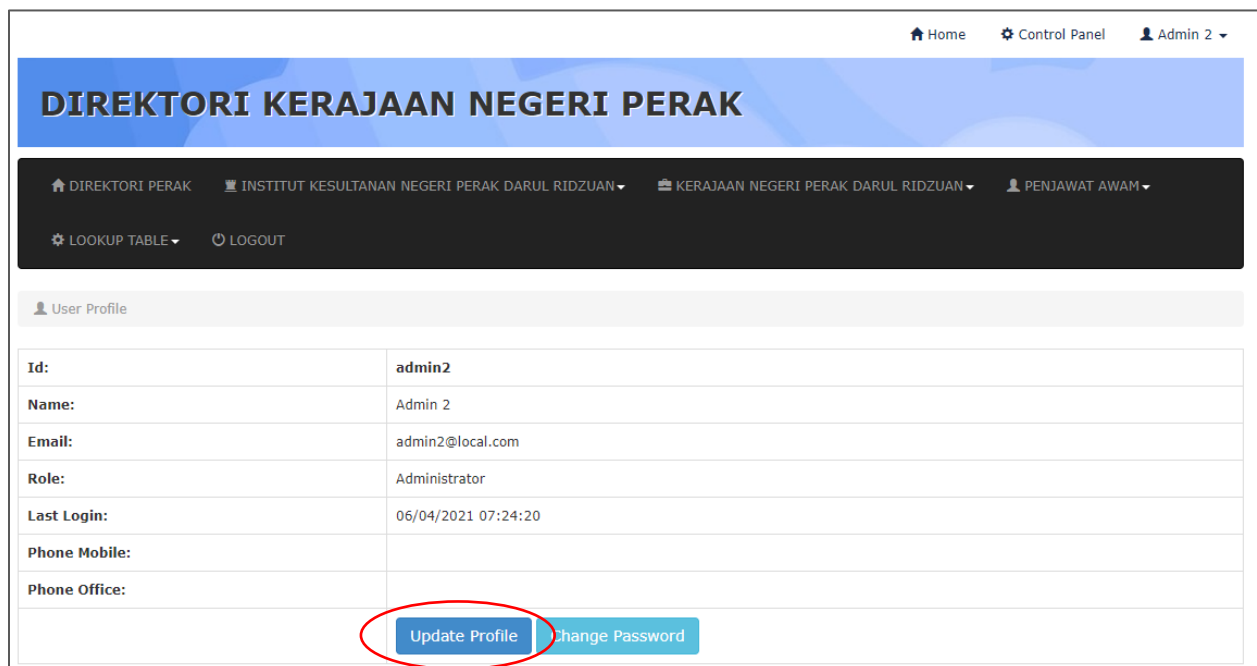 Home Control Panel Admin 2
DIREKTORI KERAJAAN NEGERI PERAK
DIREKTORI PERAK INSTITUT KESULTANAN NEGERI PERAK DARUL RIDZUAN KERAJAAN NEGERI PERAK DARUL RIDZUAN PENJAWAT AWAM
LOOKUP TABLE LOGOUT
User Profile
Id: admin2
Name: Admin 2
Email: admin2@local.com
Role: Administrator
Last Login: 06/04/2021 07:24:20
Phone Mobile:
Phone Office:
Update Profile Change Password